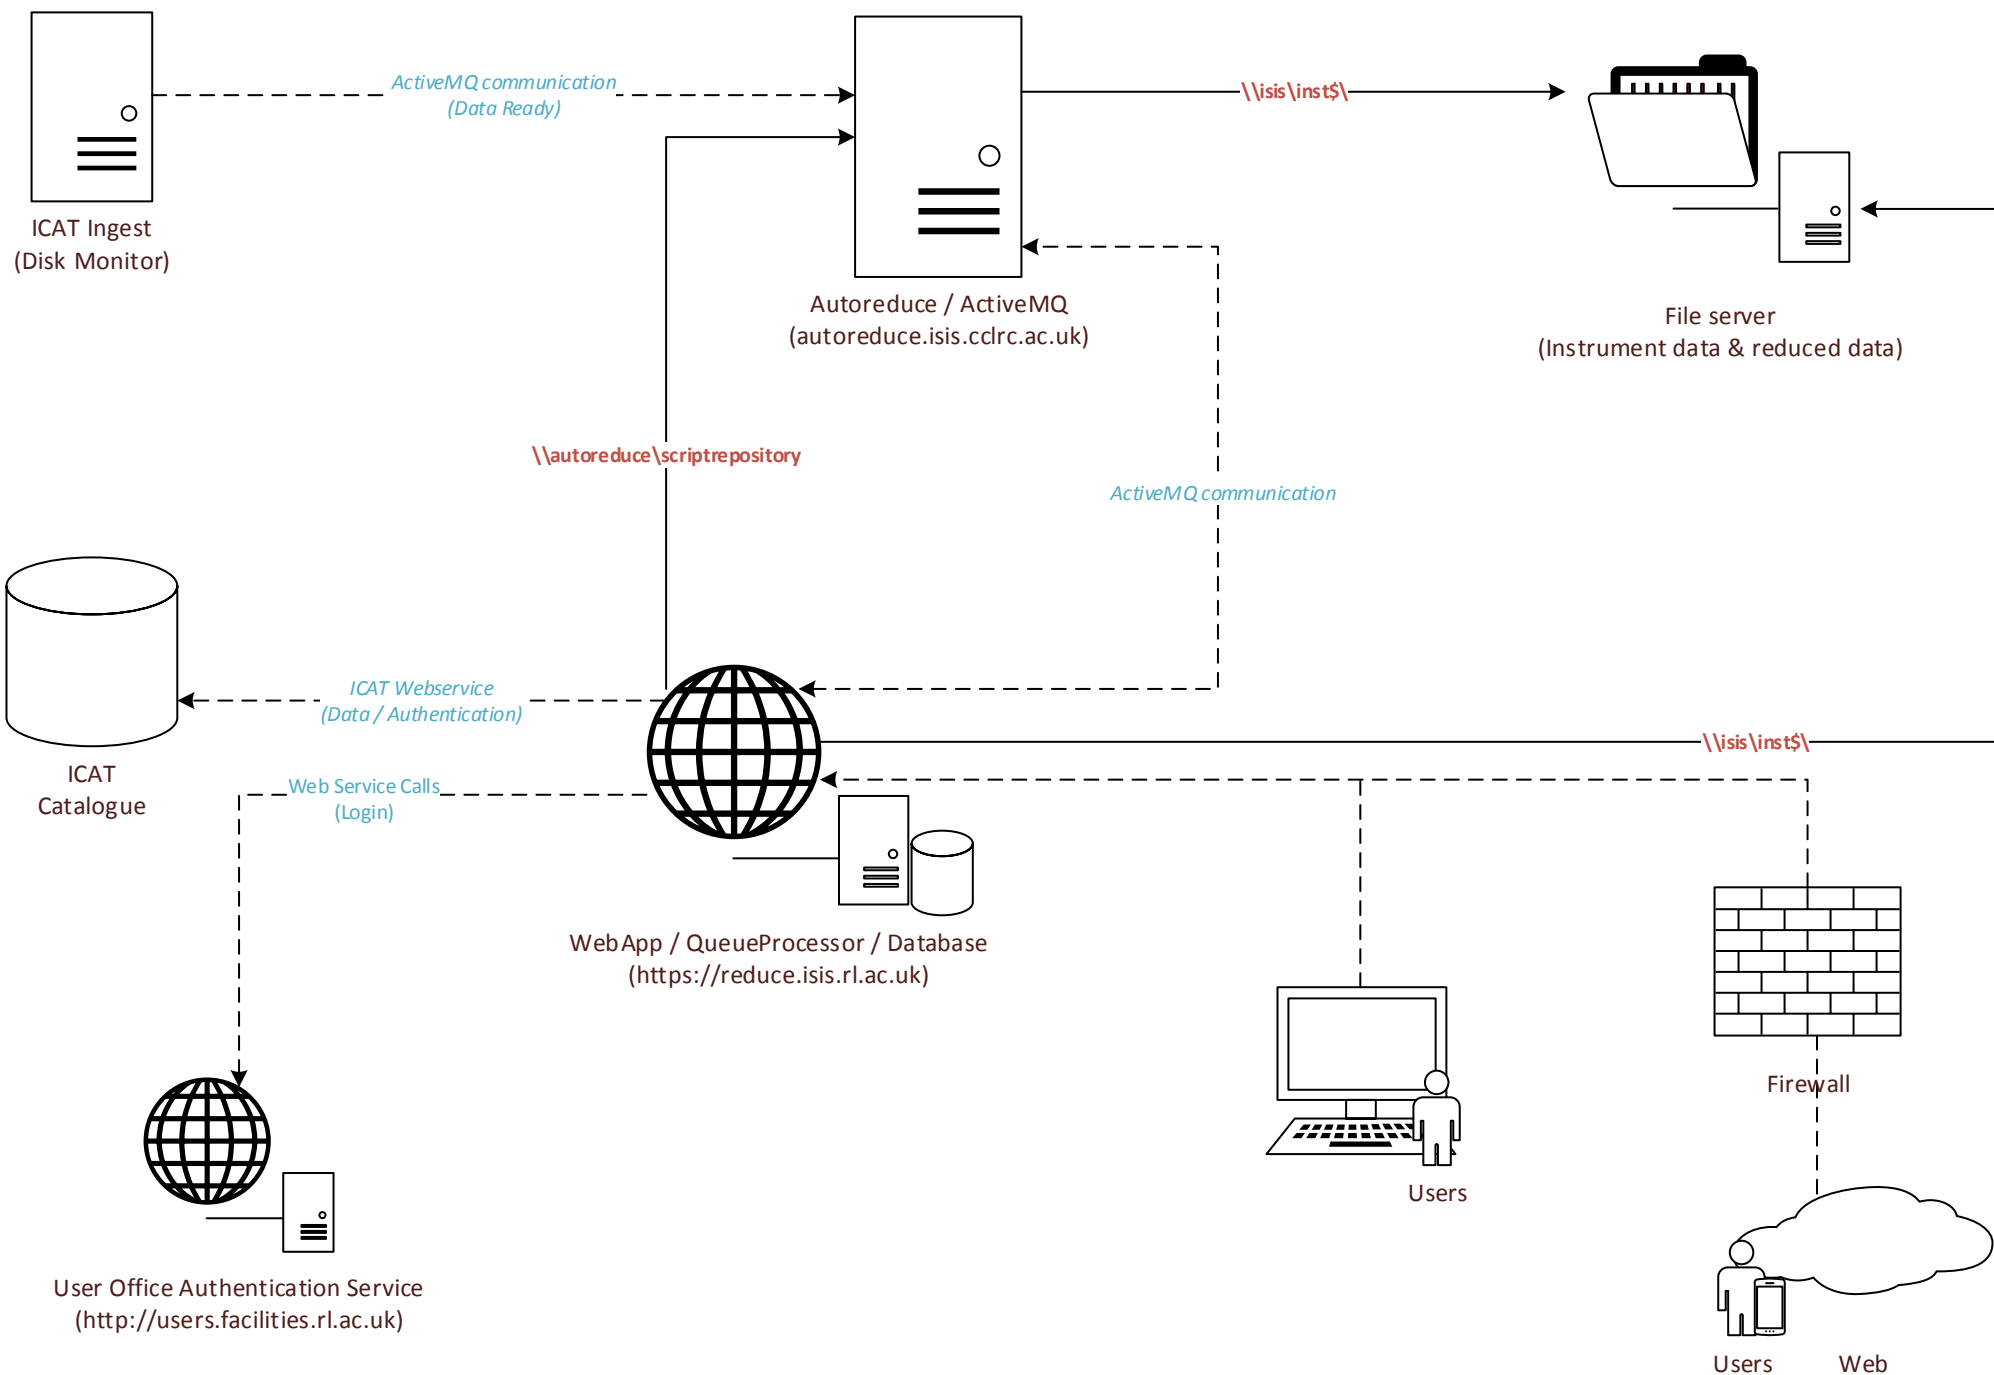 ActiveMQ communication
(Data Ready)
\\isis\inst$\
ICAT Ingest
(Disk Monitor)
Autoreduce / ActiveMQ
(autoreduce.isis.cclrc.ac.uk)
File server
(Instrument data & reduced data)
\\autoreduce\scriptrepository
ActiveMQ communication
ICAT Webservice
(Data / Authentication)
\\isis\inst$\
ICAT
Catalogue
Web Service Calls
(Login)
WebApp / QueueProcessor / Database
(https://reduce.isis.rl.ac.uk)
Firewall
Users
User Office Authentication Service
(http://users.facilities.rl.ac.uk)
Users
Web